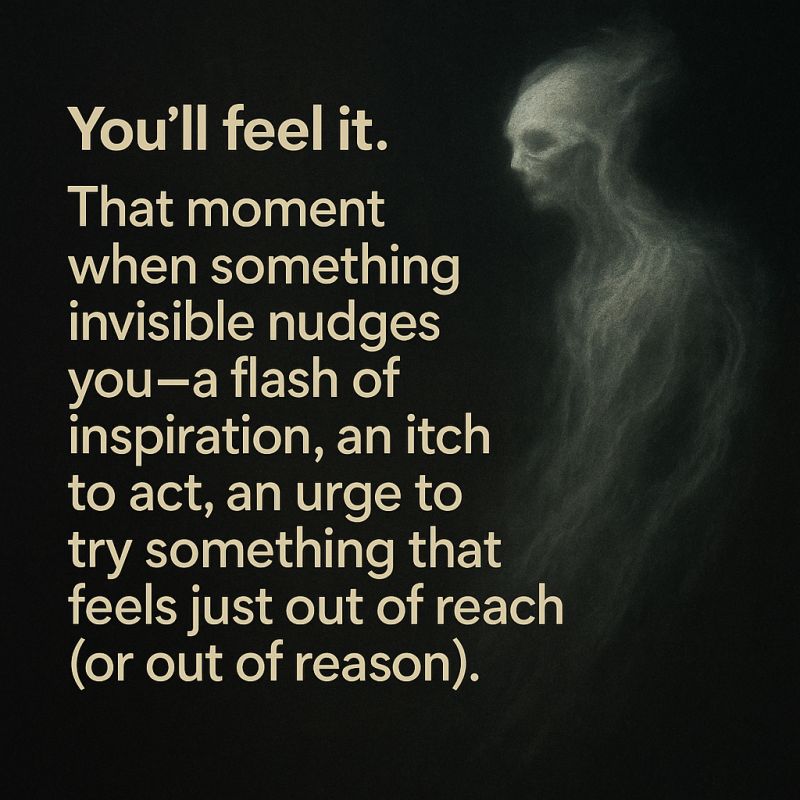 You’ll feel it.
That moment
when something
invisible nudges
you—a flash of
inspiration, an itch
to act, an urge to
try something that
feels just out of reach
(or out of reason).